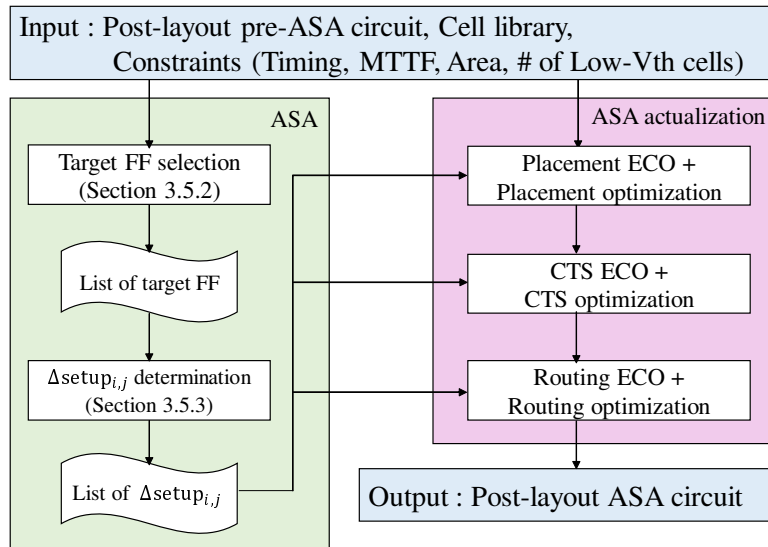 Input : Post-layout pre-ASA circuit, Cell library,
Constraints (Timing, MTTF, Area, # of Low-Vth cells)
ASA
Target FF selection
(Section 3.5.2)
List of target FF
Δsetup_{i,j} determination
(Section 3.5.3)
List of Δsetup_{i,j}
ASA actualization
Placement ECO +
Placement optimization
CTS ECO +
CTS optimization
Routing ECO +
Routing optimization
Output : Post-layout ASA circuit